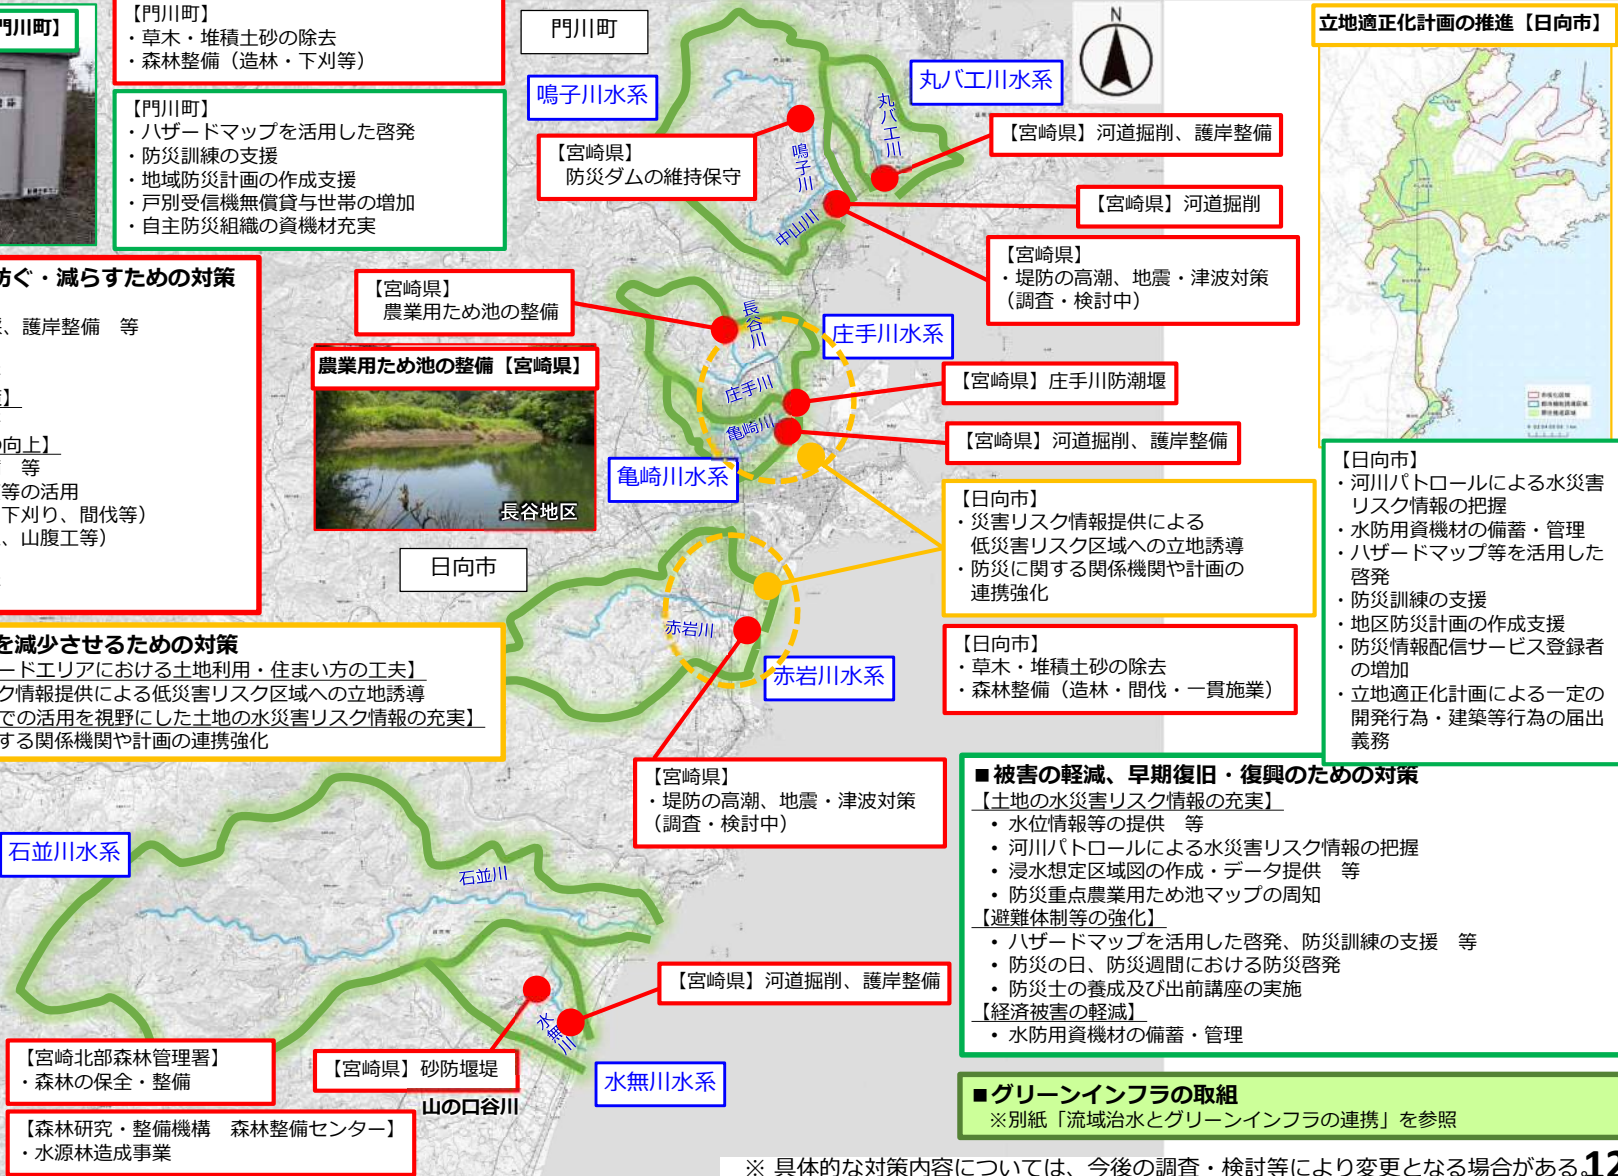 門川町】
【門川町】
・草木・堆積土砂の除去
・森林整備（造林・下刈等）
【門川町】
・ハザードマップを活用した啓発
・防災訓練の支援
・地域防災計画の作成支援
・戸別受信機無償貸与世帯の増加
・自主防災組織の資機材充実
門川町
鳴子川水系
丸バエ川水系
N
丸バエ川
鳴子川
中山川
【宮崎県】
防災ダムの維持保守
【宮崎県】河道掘削、護岸整備
【宮崎県】河道掘削
【宮崎県】
・堤防の高潮、地震・津波対策
（調査・検討中）
立地適正化計画の推進【日向市】
防ぐ・減らすための対策
、護岸整備　等
】
の向上】
等
等の活用
下刈り、間伐等）
、山腹工等）
【宮崎県】
農業用ため池の整備
農業用ため池の整備【宮崎県】
長谷地区
長谷川
庄手川水系
庄手川
亀崎川
亀崎川水系
【宮崎県】庄手川防潮堰
【宮崎県】河道掘削、護岸整備
【日向市】
・災害リスク情報提供による
低災害リスク区域への立地誘導
・防災に関する関係機関や計画の
連携強化
日向市
赤岩川
赤岩川水系
【日向市】
・草木・堆積土砂の除去
・森林整備（造林・間伐・一貫施業）
【日向市】
・河川パトロールによる水災害
リスク情報の把握
・水防用資機材の備蓄・管理
・ハザードマップ等を活用した
啓発
・防災訓練の支援
・地区防災計画の作成支援
・防災情報配信サービス登録者
の増加
・立地適正化計画による一定の
開発行為・建築等行為の届出
義務
を減少させるための対策
ードエリアにおける土地利用・住まい方の工夫】
ク情報提供による低災害リスク区域への立地誘導
での活用を視野にした土地の水災害リスク情報の充実】
する関係機関や計画の連携強化
【宮崎県】
・堤防の高潮、地震・津波対策
（調査・検討中）
石並川水系
石並川
【宮崎県】河道掘削、護岸整備
水無川
【宮崎県】砂防堰堤
山の口谷川
水無川水系
【宮崎北部森林管理署】
・森林の保全・整備
【森林研究・整備機構　森林整備センター】
・水源林造成事業
■被害の軽減、早期復旧・復興のための対策
【土地の水災害リスク情報の充実】
• 水位情報等の提供　等
• 河川パトロールによる水災害リスク情報の把握
• 浸水想定区域図の作成・データ提供　等
• 防災重点農業用ため池マップの周知
【避難体制等の強化】
• ハザードマップを活用した啓発、防災訓練の支援　等
• 防災の日、防災週間における防災啓発
• 防災士の養成及び出前講座の実施
【経済被害の軽減】
• 水防用資機材の備蓄・管理
■グリーンインフラの取組
※別紙「流域治水とグリーンインフラの連携」を参照
※ 具体的な対策内容については、今後の調査・検討等により変更となる場合がある。
12